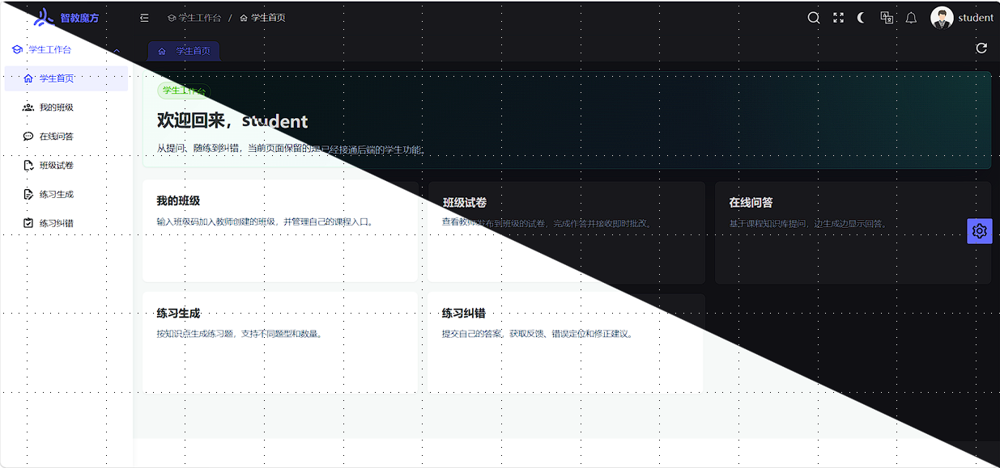 智教魔方
学生工作台 / 学生首页
student
学生工作台
学生首页
学生首页
我的班级
在线问答
班级试卷
练习生成
练习纠错
学生工作台
欢迎回来，student
从提问、随练到纠错，当前页面保留的是已经接通后端的学生功能。
我的班级
输入班级码加入教师创建的班级，并管理自己的课程入口。
班级试卷
查看教师发布到班级的试卷，完成作答并接收即时批改。
在线问答
基于课程知识库提问，边生成边显示回答。
练习生成
按知识点生成练习题，支持不同题型和数量。
练习纠错
提交自己的答案，获取反馈、错误定位和修正建议。